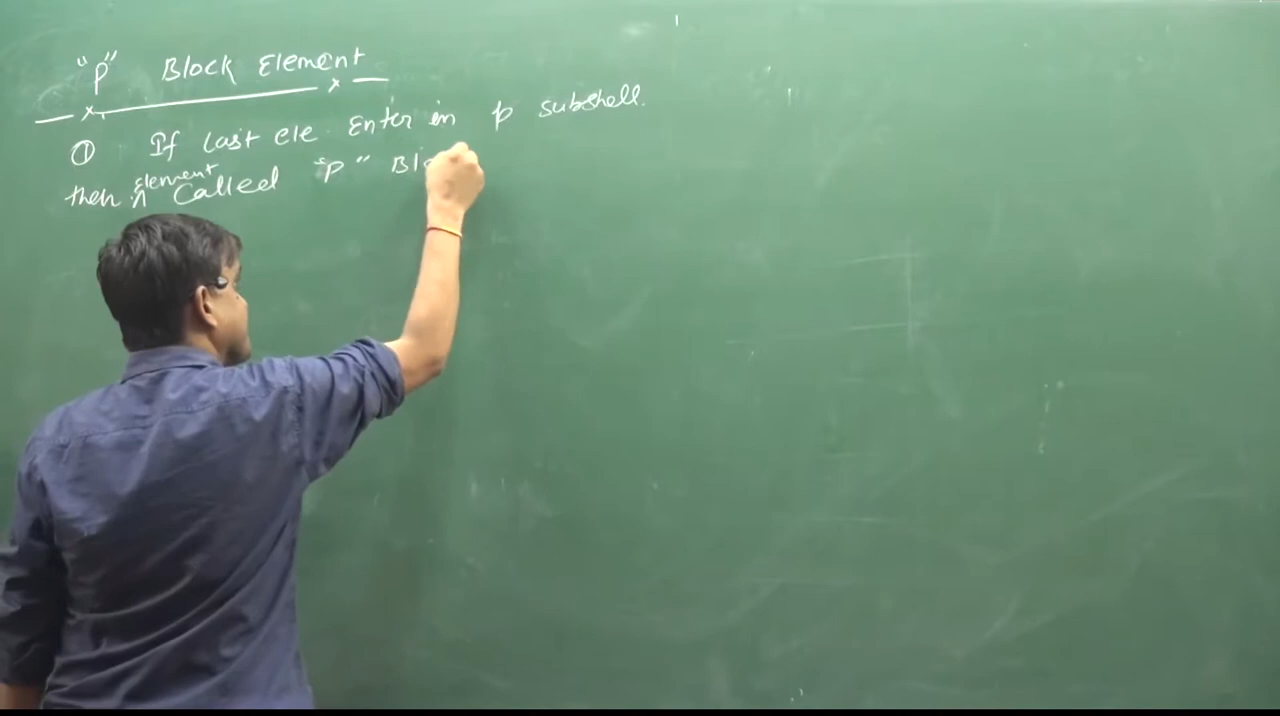 "p" Block Element
① If Last ele. Enter in p subshell.
then element Called "p" Bl